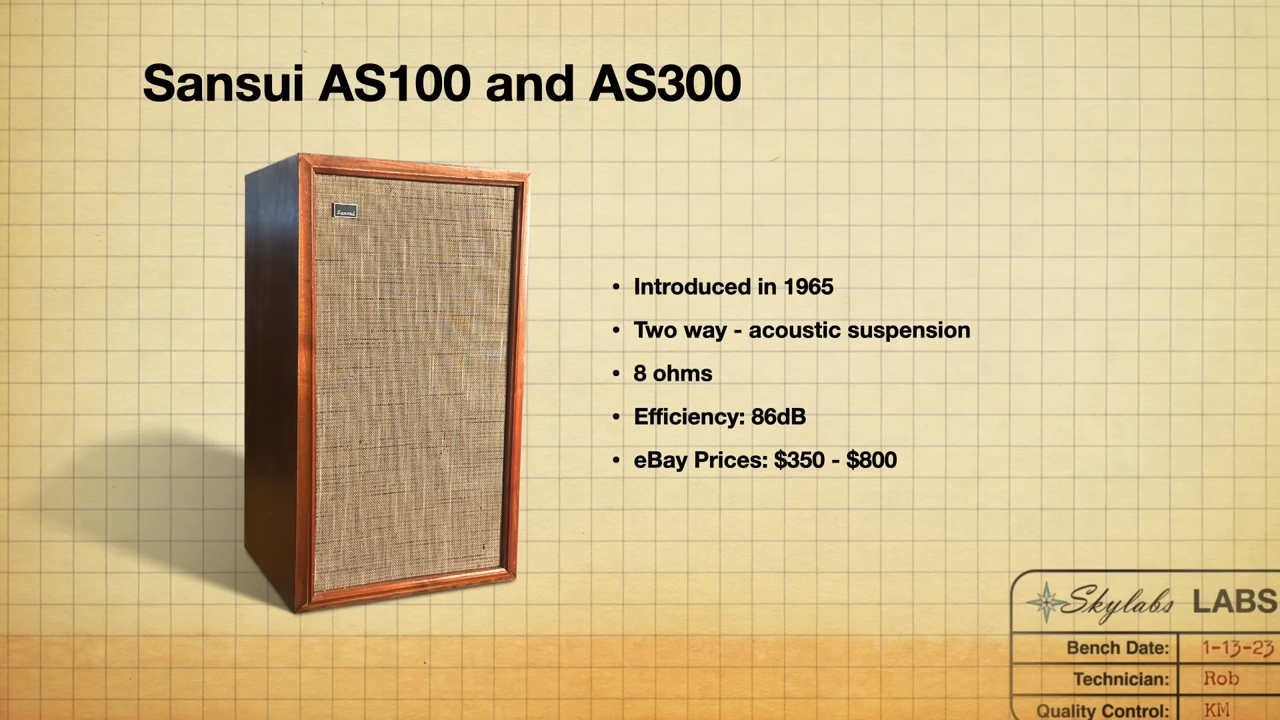 Sansui AS100 and AS300
Sansui
• Introduced in 1965
• Two way - acoustic suspension
• 8 ohms
• Efficiency: 86dB
• eBay Prices: $350 - $800
Skylabs LABS
Bench Date: 1-13-23
Technician: Rob
Quality Control: KM